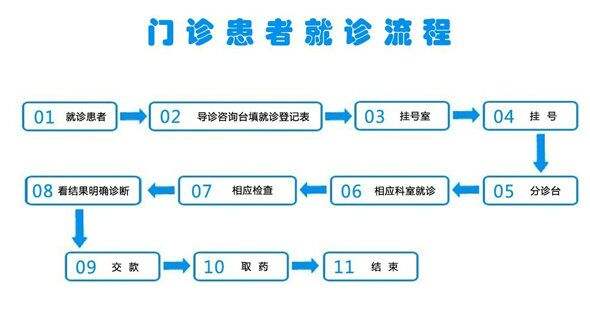 门诊患者就诊流程
01 就诊患者
02 导诊咨询台填就诊登记表
03 挂号室
04 挂 号
05 分诊台
06 相应科室就诊
07 相应检查
08 看结果明确诊断
09 交 款
10 取 药
11 结 束